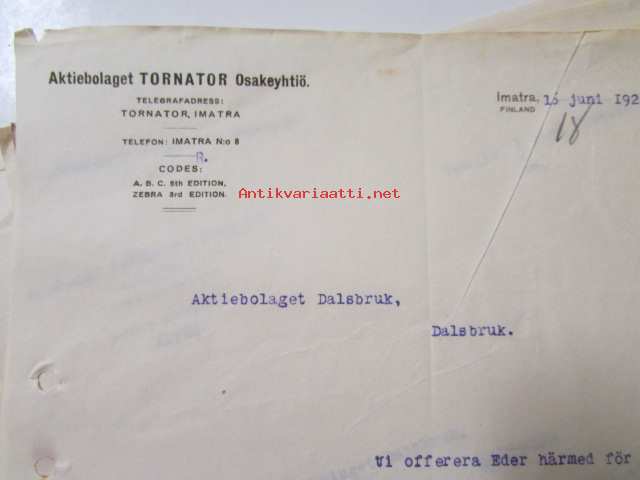 Aktiebolaget TORNATOR Osakeyhtiö.
TELEGRAFADRESS:
TORNATOR, IMATRA
TELEFON: IMATRA N:o 8
R.
CODES:
A. B. C. 5th EDITION,
ZEBRA 3rd EDITION.
Imatra, 15 juni 192
FINLAND
18
Antikvariaatti.net
Aktiebolaget Dalsbruk,
Dalsbruk.
Vi offerera Eder härmed för